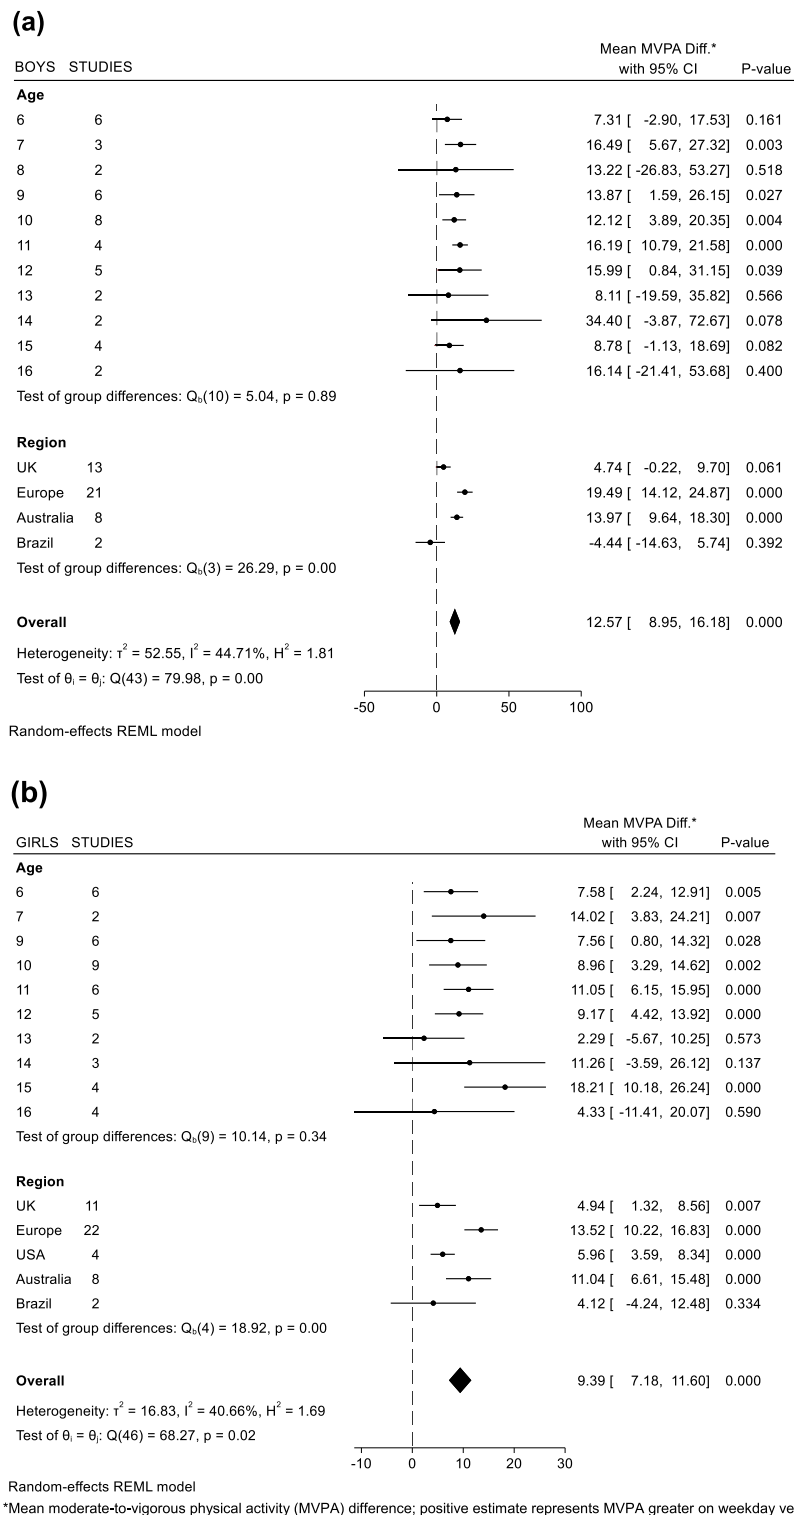 (a)
Mean MVPA Diff.*
BOYS STUDIES with 95% CI P-value
Age
6 6 7.31 [ -2.90, 17.53] 0.161
7 3 16.49 [ 5.67, 27.32] 0.003
8 2 13.22 [ -26.83, 53.27] 0.518
9 6 13.87 [ 1.59, 26.15] 0.027
10 8 12.12 [ 3.89, 20.35] 0.004
11 4 16.19 [ 10.79, 21.58] 0.000
12 5 15.99 [ 0.84, 31.15] 0.039
13 2 8.11 [ -19.59, 35.82] 0.566
14 2 34.40 [ -3.87, 72.67] 0.078
15 4 8.78 [ -1.13, 18.69] 0.082
16 2 16.14 [ -21.41, 53.68] 0.400
Test of group differences: Qb(10) = 5.04, p = 0.89
Region
UK 13 4.74 [ -0.22, 9.70] 0.061
Europe 21 19.49 [ 14.12, 24.87] 0.000
Australia 8 13.97 [ 9.64, 18.30] 0.000
Brazil 2 -4.44 [ -14.63, 5.74] 0.392
Test of group differences: Qb(3) = 26.29, p = 0.00
Overall 12.57 [ 8.95, 16.18] 0.000
Heterogeneity: τ² = 52.55, I² = 44.71%, H² = 1.81
Test of θi = θj: Q(43) = 79.98, p = 0.00
-50 0 50 100
Random-effects REML model
(b)
Mean MVPA Diff.*
GIRLS STUDIES with 95% CI P-value
Age
6 6 7.58 [ 2.24, 12.91] 0.005
7 2 14.02 [ 3.83, 24.21] 0.007
9 6 7.56 [ 0.80, 14.32] 0.028
10 9 8.96 [ 3.29, 14.62] 0.002
11 6 11.05 [ 6.15, 15.95] 0.000
12 5 9.17 [ 4.42, 13.92] 0.000
13 2 2.29 [ -5.67, 10.25] 0.573
14 3 11.26 [ -3.59, 26.12] 0.137
15 4 18.21 [ 10.18, 26.24] 0.000
16 4 4.33 [ -11.41, 20.07] 0.590
Test of group differences: Qb(9) = 10.14, p = 0.34
Region
UK 11 4.94 [ 1.32, 8.56] 0.007
Europe 22 13.52 [ 10.22, 16.83] 0.000
USA 4 5.96 [ 3.59, 8.34] 0.000
Australia 8 11.04 [ 6.61, 15.48] 0.000
Brazil 2 4.12 [ -4.24, 12.48] 0.334
Test of group differences: Qb(4) = 18.92, p = 0.00
Overall 9.39 [ 7.18, 11.60] 0.000
Heterogeneity: τ² = 16.83, I² = 40.66%, H² = 1.69
Test of θi = θj: Q(46) = 68.27, p = 0.02
-10 0 10 20 30
Random-effects REML model
*Mean moderate-to-vigorous physical activity (MVPA) difference; positive estimate represents MVPA greater on weekday ve